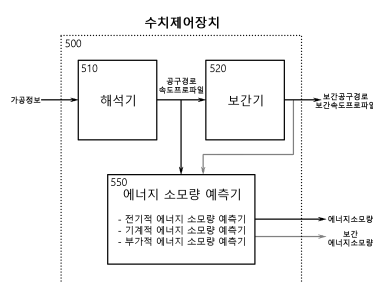 수치제어장치
500
510
해석기
공구경로
속도프로파일
520
보간기
가공정보
보간공구경로
보간속도프로파일
550
에너지 소모량 예측기
- 전기적 에너지 소모량 예측기
- 기계적 에너지 소모량 예측기
- 부가적 에너지 소모량 예측기
에너지소모량
보간
에너지소모량